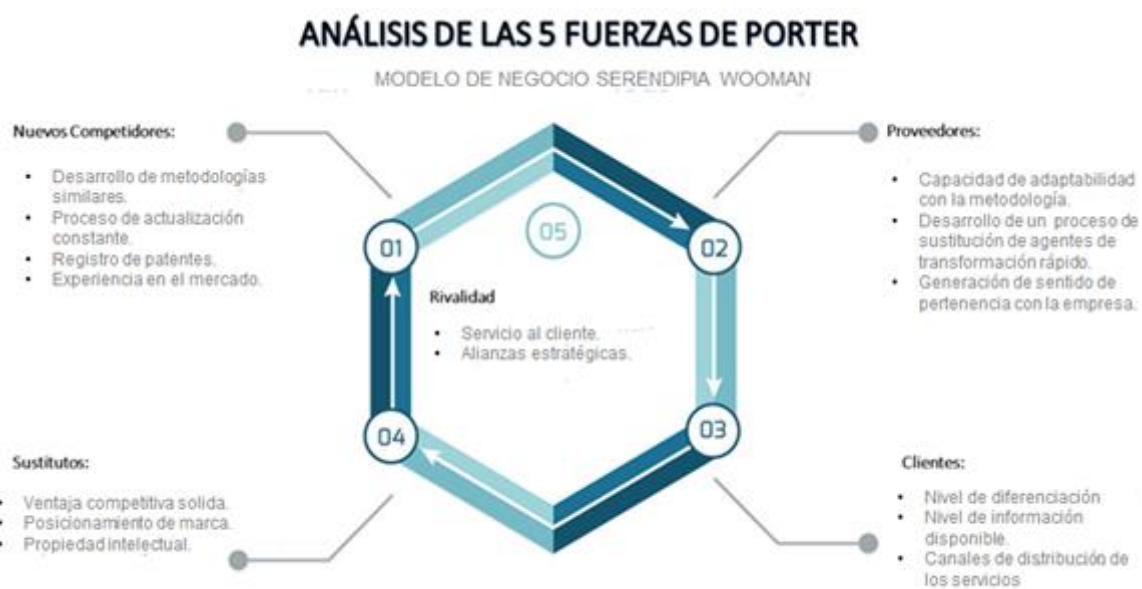 ANÁLISIS DE LAS 5 FUERZAS DE PORTER
MODELO DE NEGOCIO SERENDIPIA WOOMAN
Nuevos Competidores:
• Desarrollo de metodologías
similares.
• Proceso de actualización
constante.
• Registro de patentes.
• Experiencia en el mercado.
Proveedores:
• Capacidad de adaptabilidad
con la metodología.
• Desarrollo de un proceso de
sustitución de agentes de
transformación rápido.
• Generación de sentido de
pertenencia con la empresa.
01
05
02
Rivalidad
• Servicio al cliente.
• Alianzas estratégicas.
04
03
Sustitutos:
• Ventaja competitiva solida.
• Posicionamiento de marca.
• Propiedad intelectual.
Clientes:
• Nivel de diferenciación
• Nivel de información
disponible.
• Canales de distribución de
los servicios